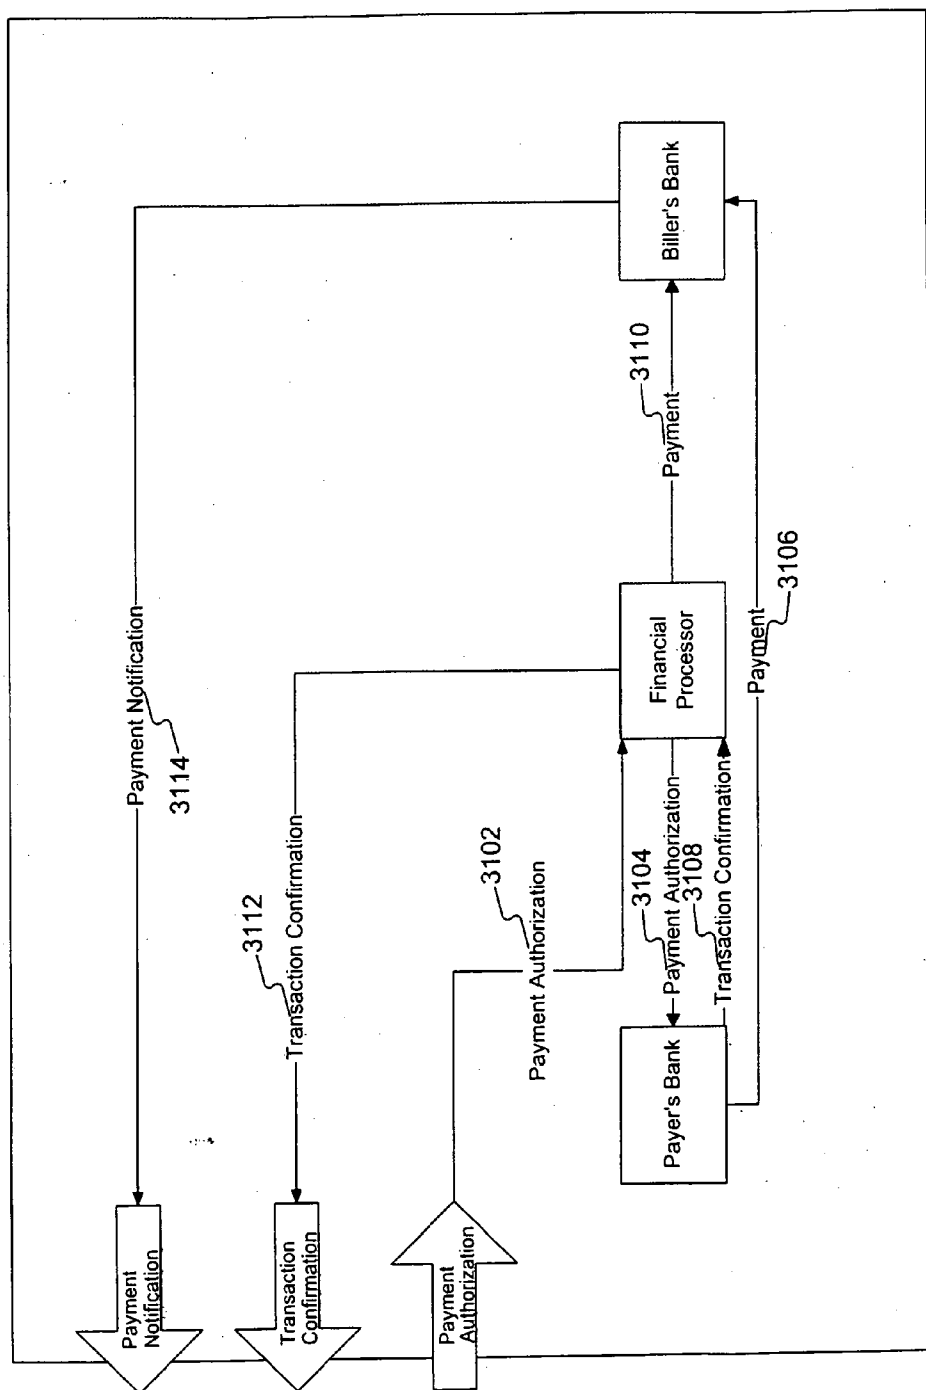 Payment
Notification
Payment Notification
3114
Transaction
Confirmation
Transaction Confirmation
3112
Payment
Authorization
Payment Authorization
3102
Payer's Bank
Payment Authorization
3104
Transaction Confirmation
3108
Financial
Processor
Payment
3110
Biller's Bank
Payment
3106